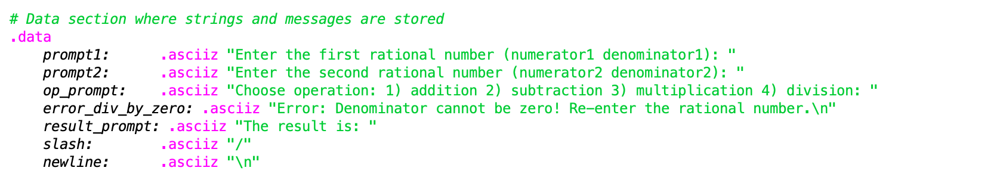 # Data section where strings and messages are stored
.data
    prompt1:      .asciiz "Enter the first rational number (numerator1 denominator1): "
    prompt2:      .asciiz "Enter the second rational number (numerator2 denominator2): "
    op_prompt:    .asciiz "Choose operation: 1) addition 2) subtraction 3) multiplication 4) division: "
    error_div_by_zero: .asciiz "Error: Denominator cannot be zero! Re-enter the rational number.\n"
    result_prompt: .asciiz "The result is: "
    slash:        .asciiz "/"
    newline:      .asciiz "\n"